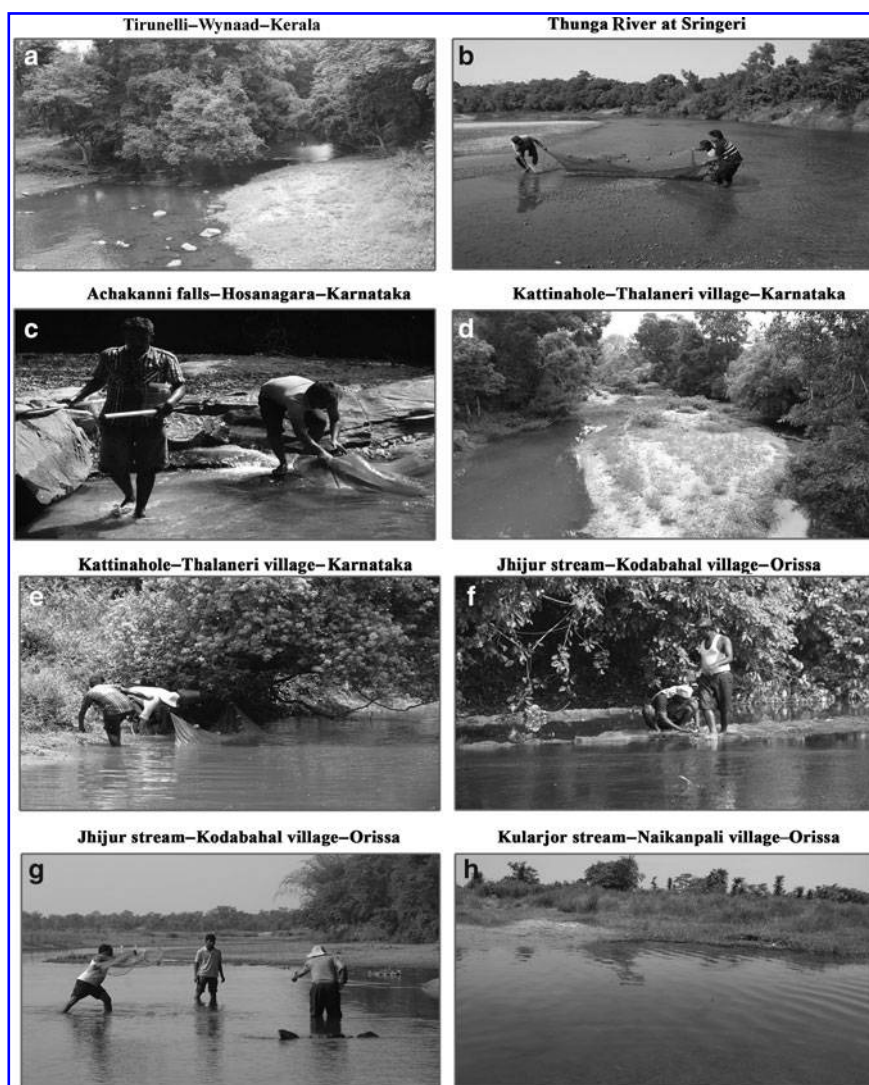 Tirunelli–Wynaad–Kerala
Thunga River at Sringeri
a
b
Achakanni falls–Hosanagara–Karnataka
Kattinahole–Thalaneri village–Karnataka
c
d
Kattinahole–Thalaneri village–Karnataka
Jhijur stream–Kodabahal village–Orissa
e
f
Jhijur stream–Kodabahal village–Orissa
Kularjor stream–Naikanpali village–Orissa
g
h